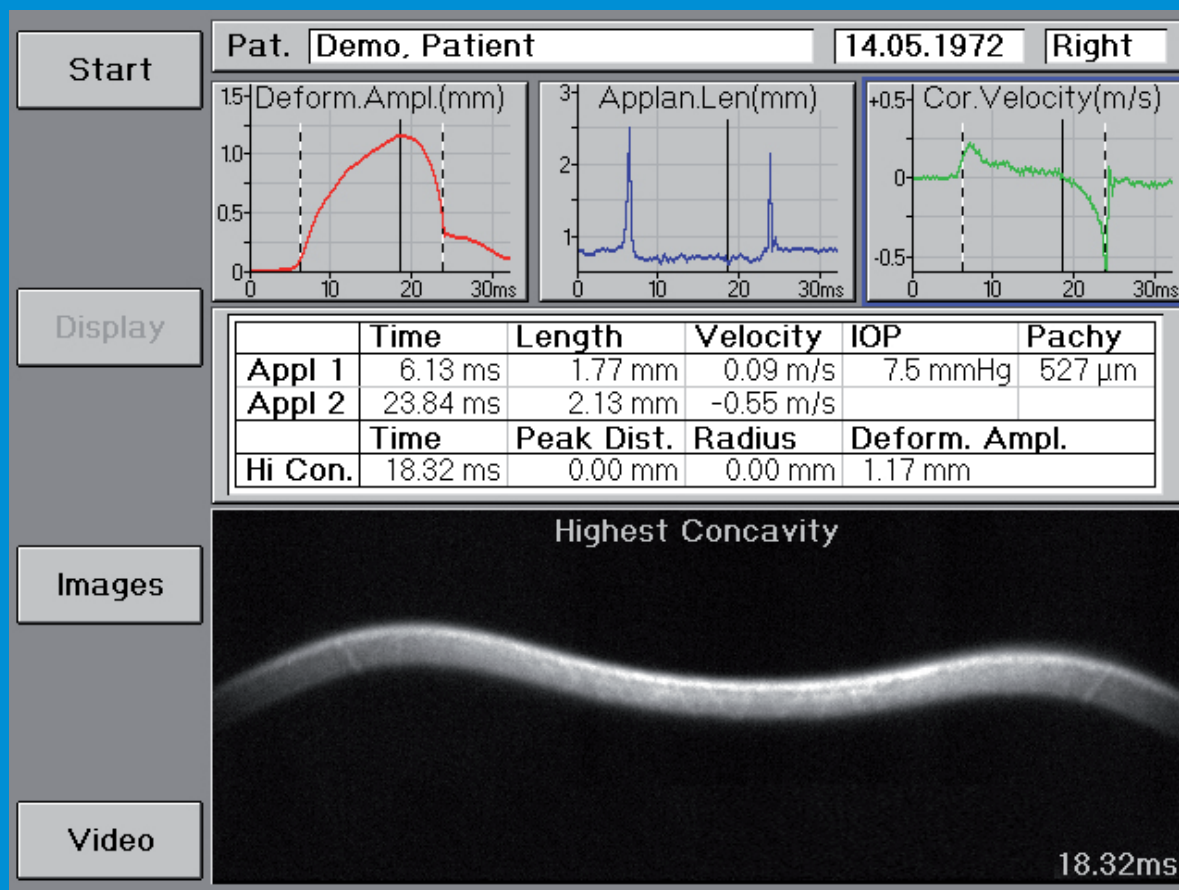 Start
Display
Images
Video
Pat. Demo, Patient 14.05.1972 Right
Deform.Ampl.(mm)
1.5
1.0
0.5
0
0 10 20 30ms
Applan.Len(mm)
3
2
1
0 10 20 30ms
Cor.Velocity(m/s)
+0.5
0
-0.5
0 10 20 30ms
Time Length Velocity IOP Pachy
Appl 1 6.13 ms 1.77 mm 0.09 m/s 7.5 mmHg 527 µm
Appl 2 23.84 ms 2.13 mm -0.55 m/s
Time Peak Dist. Radius Deform. Ampl.
Hi Con. 18.32 ms 0.00 mm 0.00 mm 1.17 mm
Highest Concavity
18.32ms